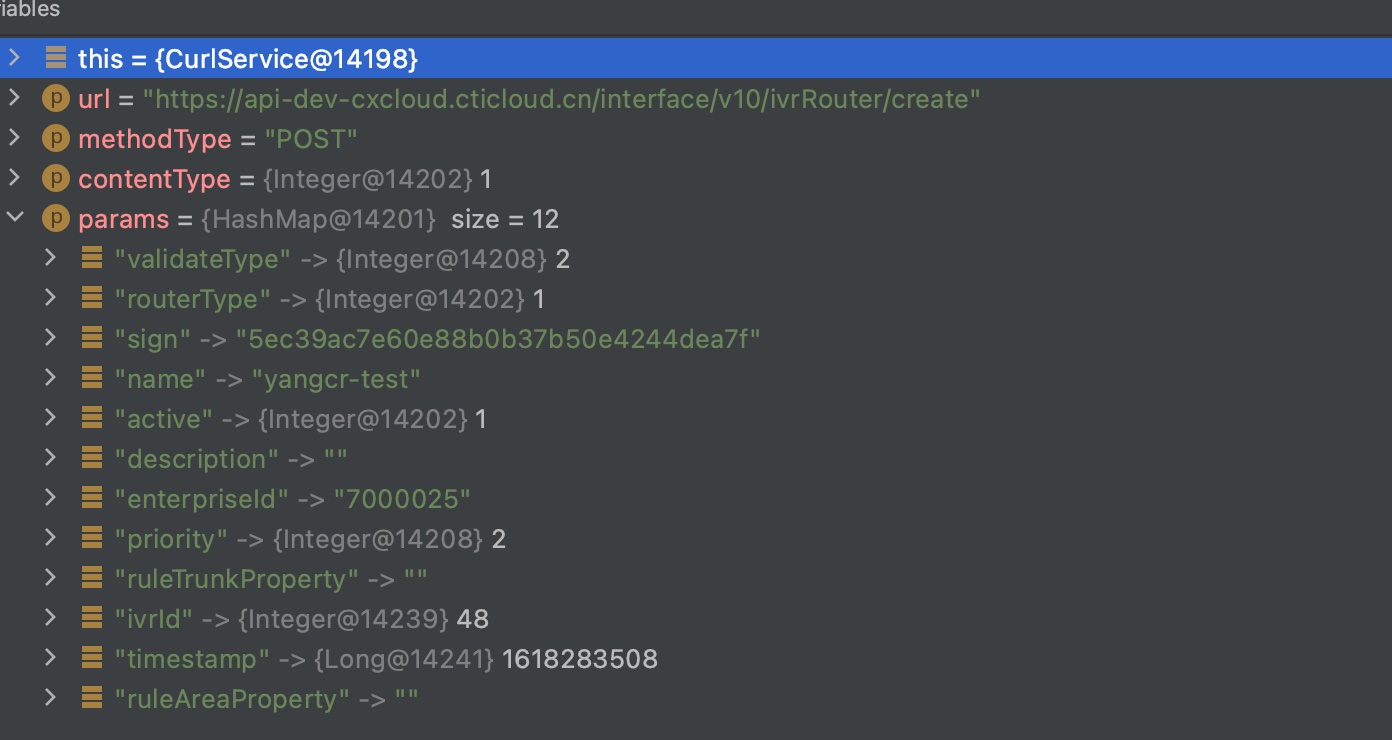 riables
this = {CurlService@14198}
p url = "https://api-dev-cxcloud.cticloud.cn/interface/v10/ivrRouter/create"
p methodType = "POST"
p contentType = {Integer@14202} 1
p params = {HashMap@14201} size = 12
"validateType" -> {Integer@14208} 2
"routerType" -> {Integer@14202} 1
"sign" -> "5ec39ac7e60e88b0b37b50e4244dea7f"
"name" -> "yangcr-test"
"active" -> {Integer@14202} 1
"description" -> ""
"enterpriseId" -> "7000025"
"priority" -> {Integer@14208} 2
"ruleTrunkProperty" -> ""
"ivrId" -> {Integer@14239} 48
"timestamp" -> {Long@14241} 1618283508
"ruleAreaProperty" -> ""